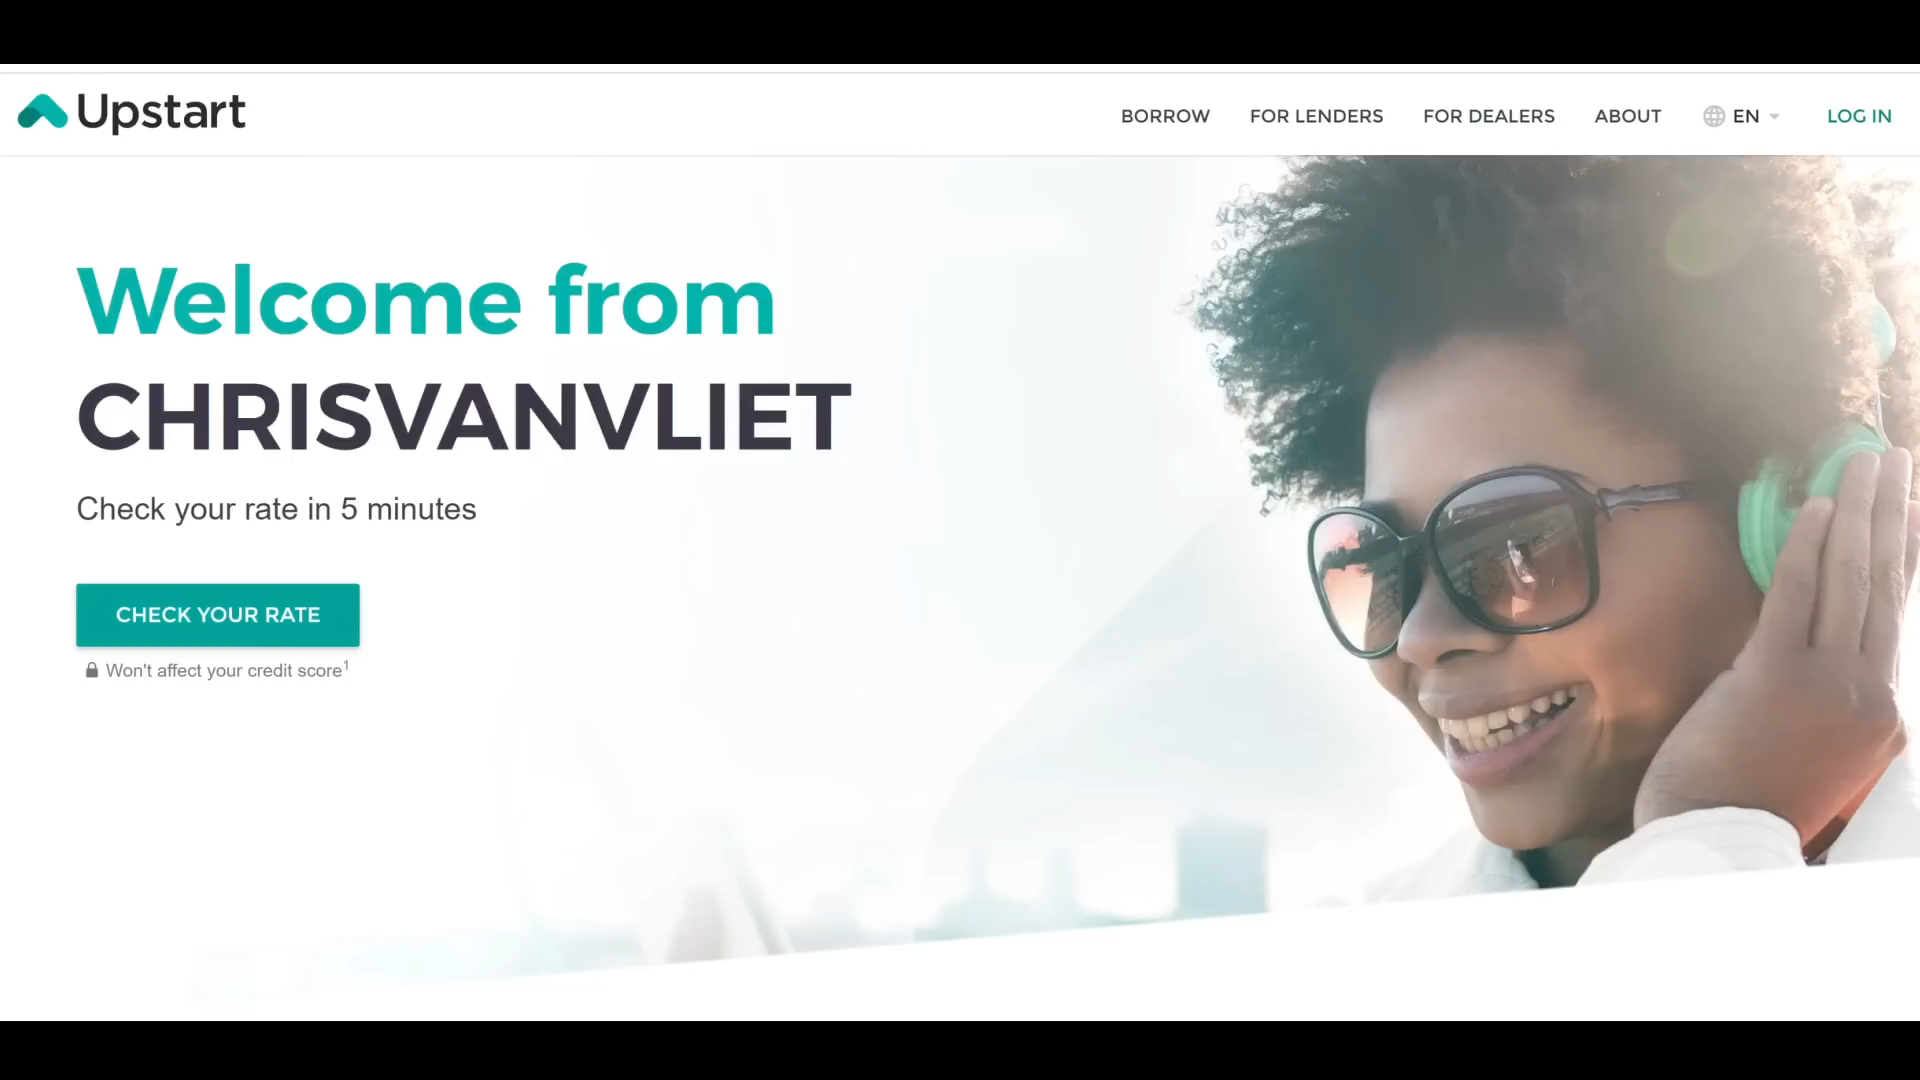 Upstart
BORROW FOR LENDERS FOR DEALERS ABOUT EN LOG IN
Welcome from
CHRISVANVLIET
Check your rate in 5 minutes
CHECK YOUR RATE
Won't affect your credit score¹